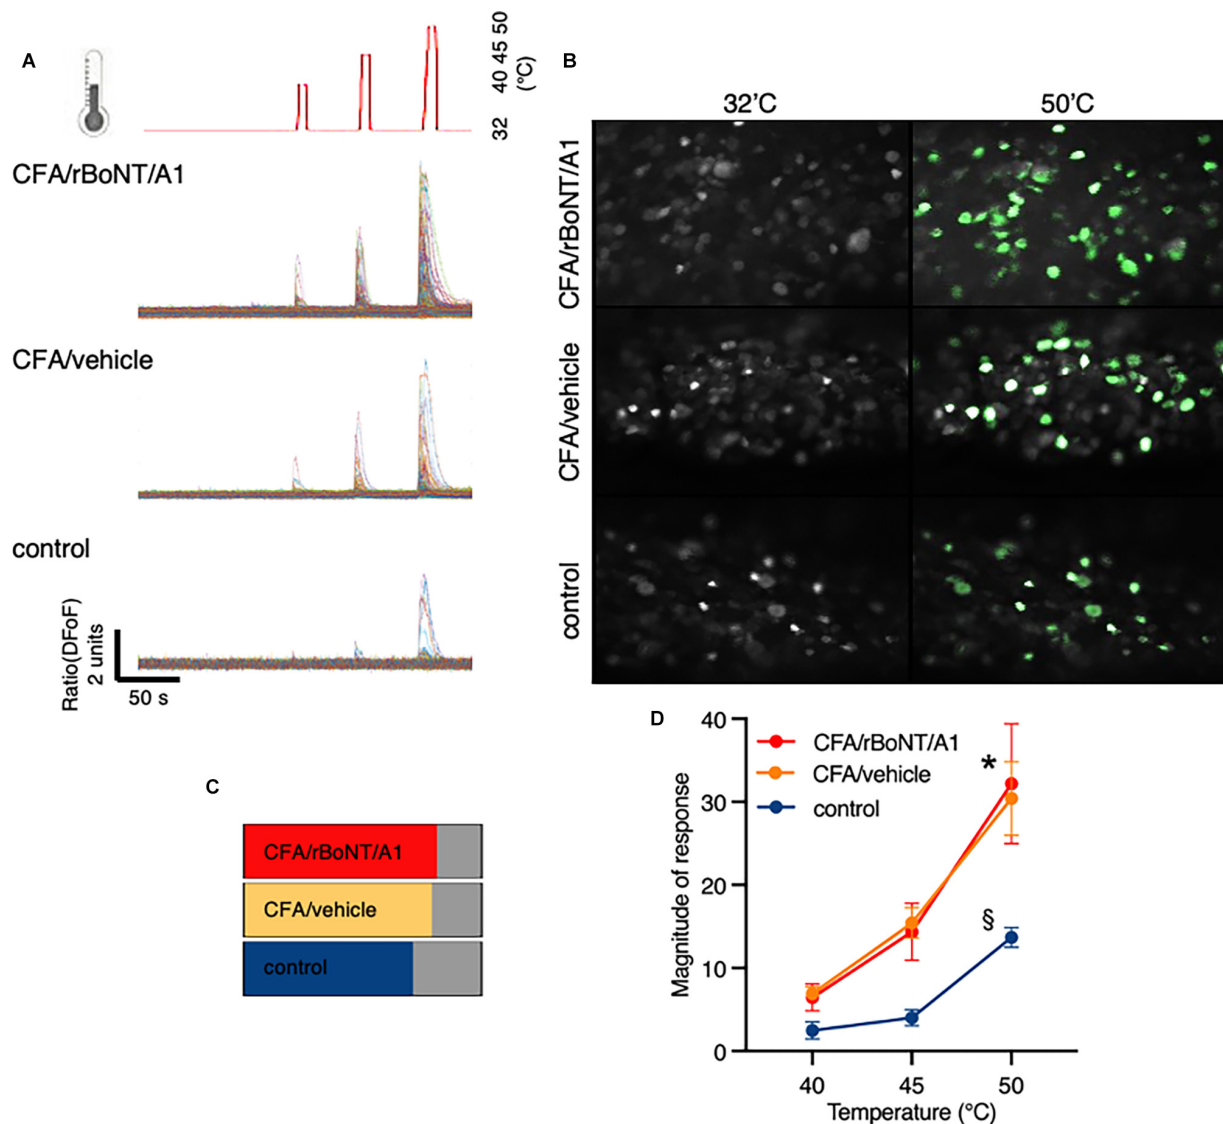 A
32
40 45 50
(°C)
CFA/rBoNT/A1
CFA/vehicle
control
Ratio(DFoF)
2 units
50 s
B
32'C
50'C
CFA/rBoNT/A1
CFA/vehicle
control
C
CFA/rBoNT/A1
CFA/vehicle
control
D
40
30
20
10
0
Magnitude of response
CFA/rBoNT/A1
CFA/vehicle
control
*
§
40
45
50
Temperature (°C)